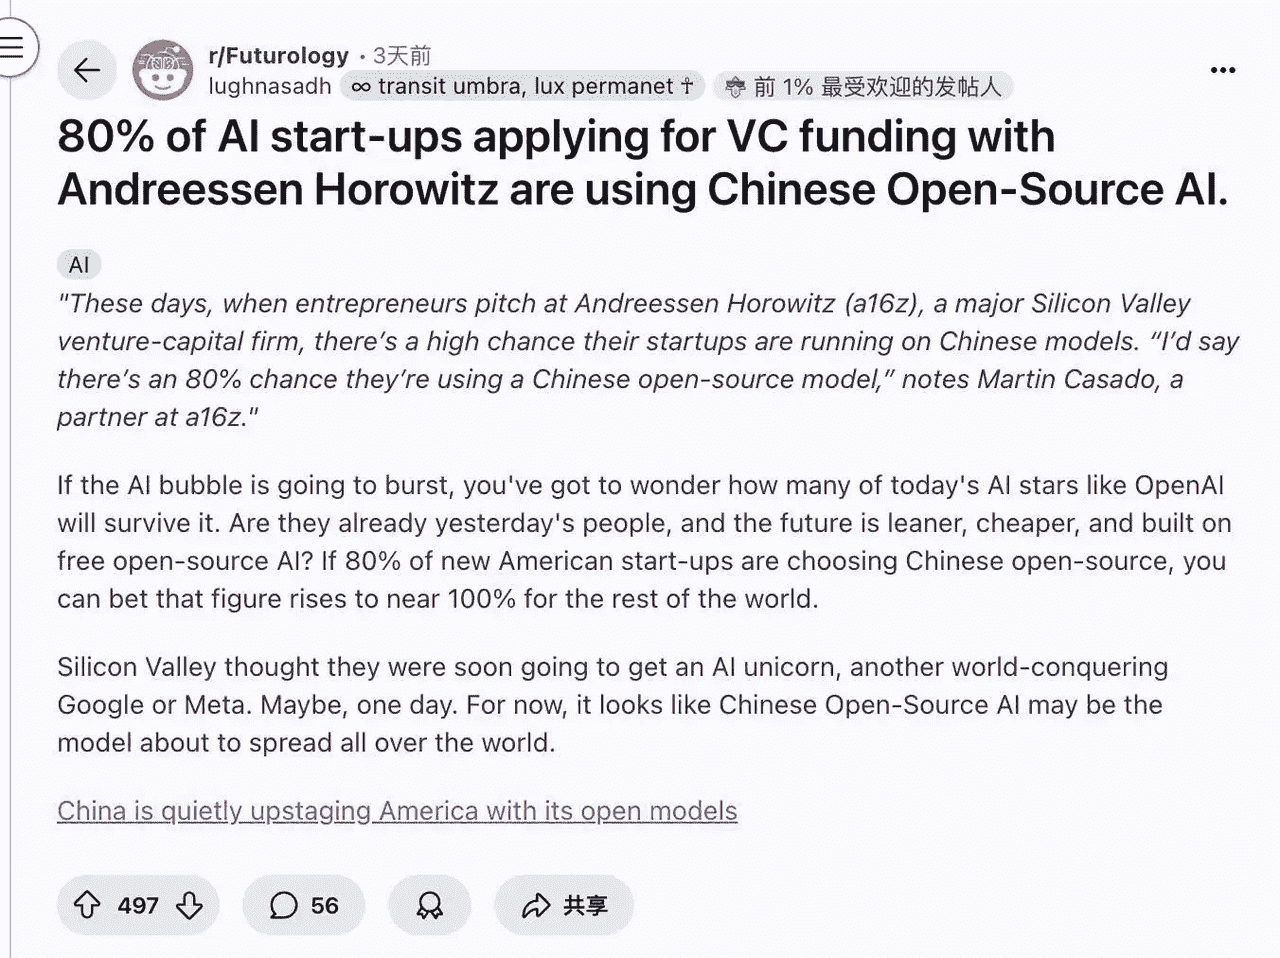 r/Futurology • 3天前
lughnasadh ∞ transit umbra, lux permanet ☥ 前 1% 最受欢迎的发帖人
80% of AI start-ups applying for VC funding with
Andreessen Horowitz are using Chinese Open-Source AI.
AI
"These days, when entrepreneurs pitch at Andreessen Horowitz (a16z), a major Silicon Valley
venture-capital firm, there’s a high chance their startups are running on Chinese models. “I’d say
there’s an 80% chance they’re using a Chinese open-source model,” notes Martin Casado, a
partner at a16z."
If the AI bubble is going to burst, you've got to wonder how many of today's AI stars like OpenAI
will survive it. Are they already yesterday's people, and the future is leaner, cheaper, and built on
free open-source AI? If 80% of new American start-ups are choosing Chinese open-source, you
can bet that figure rises to near 100% for the rest of the world.
Silicon Valley thought they were soon going to get an AI unicorn, another world-conquering
Google or Meta. Maybe, one day. For now, it looks like Chinese Open-Source AI may be the
model about to spread all over the world.
China is quietly upstaging America with its open models
497 56 共享